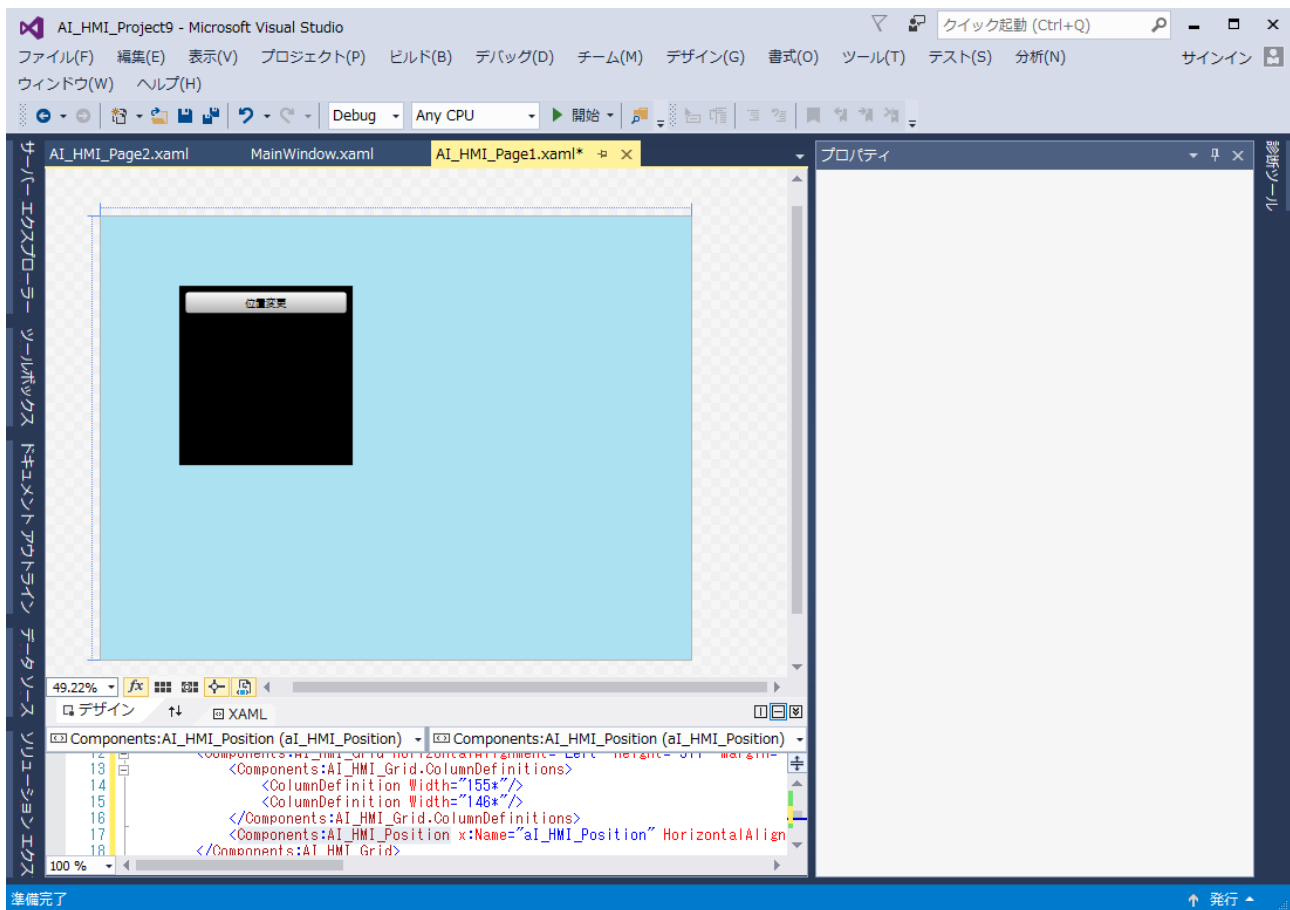 AI_HMI_Project9 - Microsoft Visual Studio
クイック起動 (Ctrl+Q)
ファイル(F) 編集(E) 表示(V) プロジェクト(P) ビルド(B) デバッグ(D) チーム(M) デザイン(G) 書式(O) ツール(T) テスト(S) 分析(N) サインイン
ウィンドウ(W) ヘルプ(H)
Debug Any CPU 開始
サーバー エクスプローラー
ツールボックス
ドキュメント アウトライン
データ ソース
ソリューション エクス
AI_HMI_Page2.xaml MainWindow.xaml AI_HMI_Page1.xaml*
位置変更
49.22% fx
デザイン XAML
Components:AI_HMI_Position (aI_HMI_Position) Components:AI_HMI_Position (aI_HMI_Position)
12 <Components:AI_HMI_Grid HorizontalAlignment="Left" Height="
13 <Components:AI_HMI_Grid.ColumnDefinitions>
14 <ColumnDefinition Width="155*"/>
15 <ColumnDefinition Width="146*"/>
16 </Components:AI_HMI_Grid.ColumnDefinitions>
17 <Components:AI_HMI_Position x:Name="aI_HMI_Position" HorizontalAlign
18 </Components:AI_HMI_Grid>
100 %
プロパティ
診断ツール
準備完了 発行